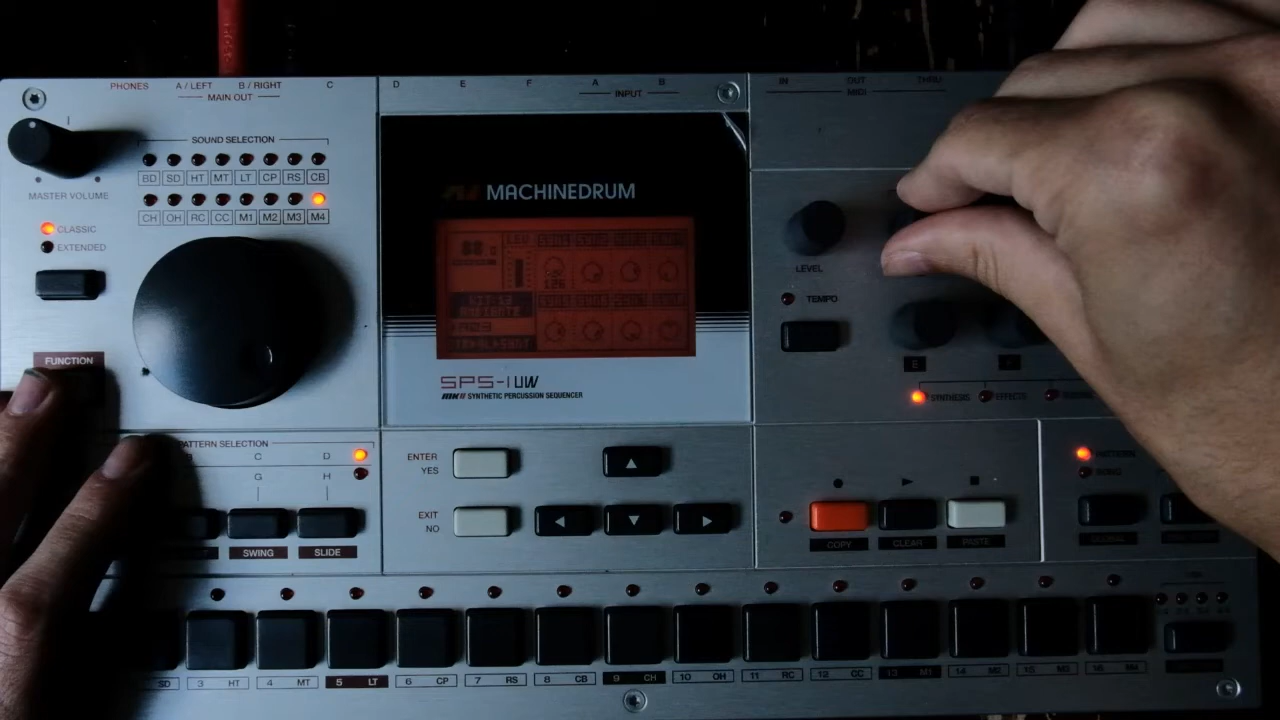 PHONES A / LEFT B / RIGHT C D E F A B IN OUT THRU
MAIN OUT INPUT MIDI
SOUND SELECTION
BD SD HT MT LT CP RS CB
CH OH RC CC M1 M2 M3 M4
MASTER VOLUME
CLASSIC
EXTENDED
FUNCTION
MACHINEDRUM
SPS-1 UW
MKII SYNTHETIC PERCUSSION SEQUENCER
LEVEL
TEMPO
E
SYNTHESIS EFFECTS
PATTERN SELECTION
C D
G H
SWING SLIDE
ENTER
YES
EXIT
NO
COPY CLEAR PASTE
PATTERN
SONG
SD 3 HT 4 MT 5 LT 6 CP 7 RS 8 CB 9 CH 10 OH 11 RC 12 CC 13 M1 14 M2 15 M3 16 M4